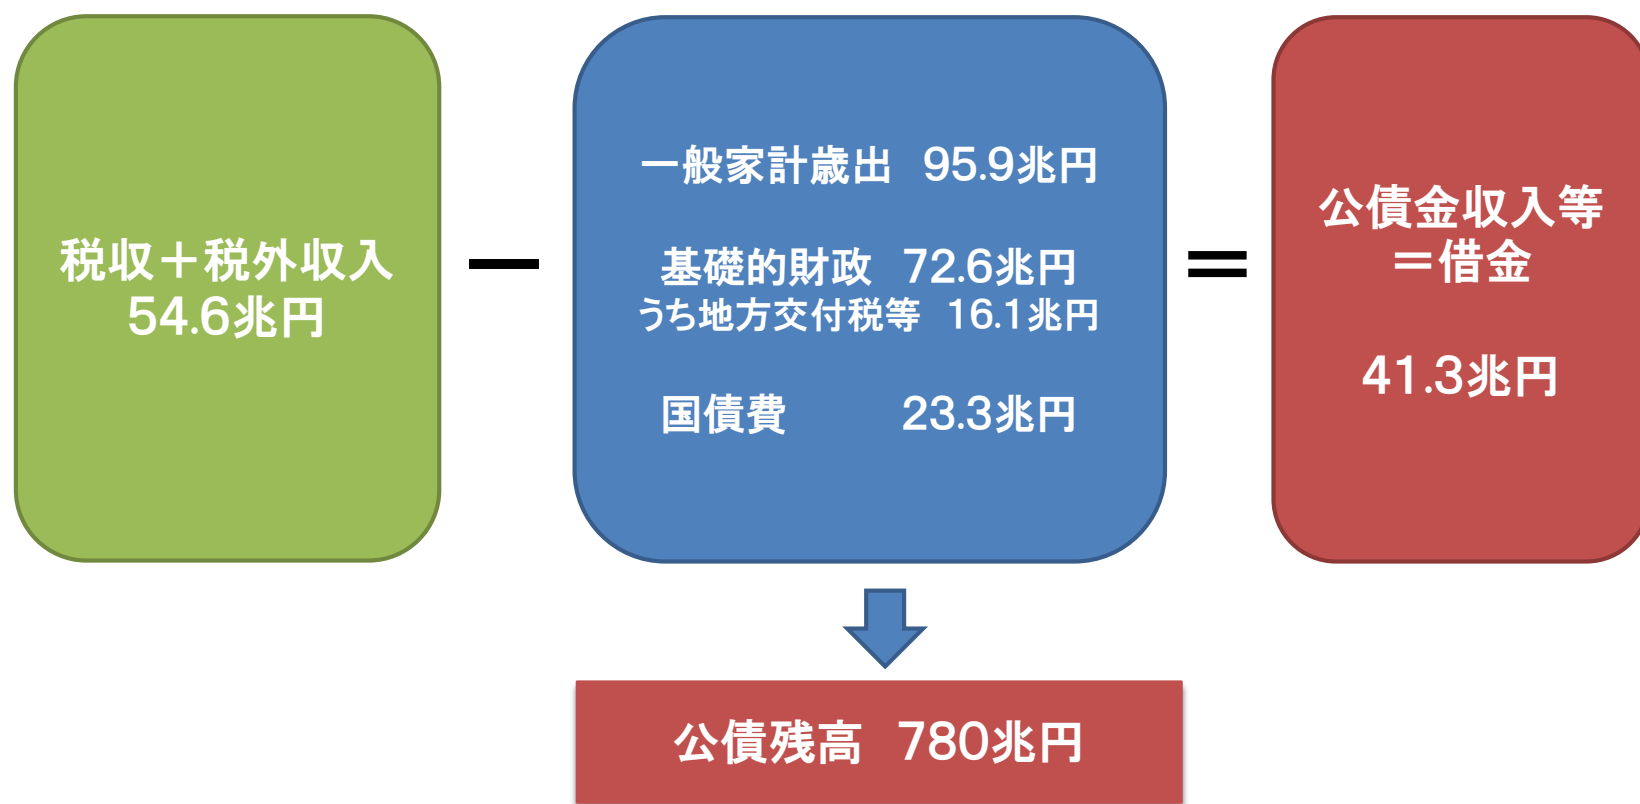 税収＋税外収入
54.6兆円
－
一般家計歳出　95.9兆円
基礎的財政　72.6兆円
うち地方交付税等　16.1兆円
国債費　　　23.3兆円
＝
公債金収入等
＝借金
41.3兆円
公債残高　780兆円